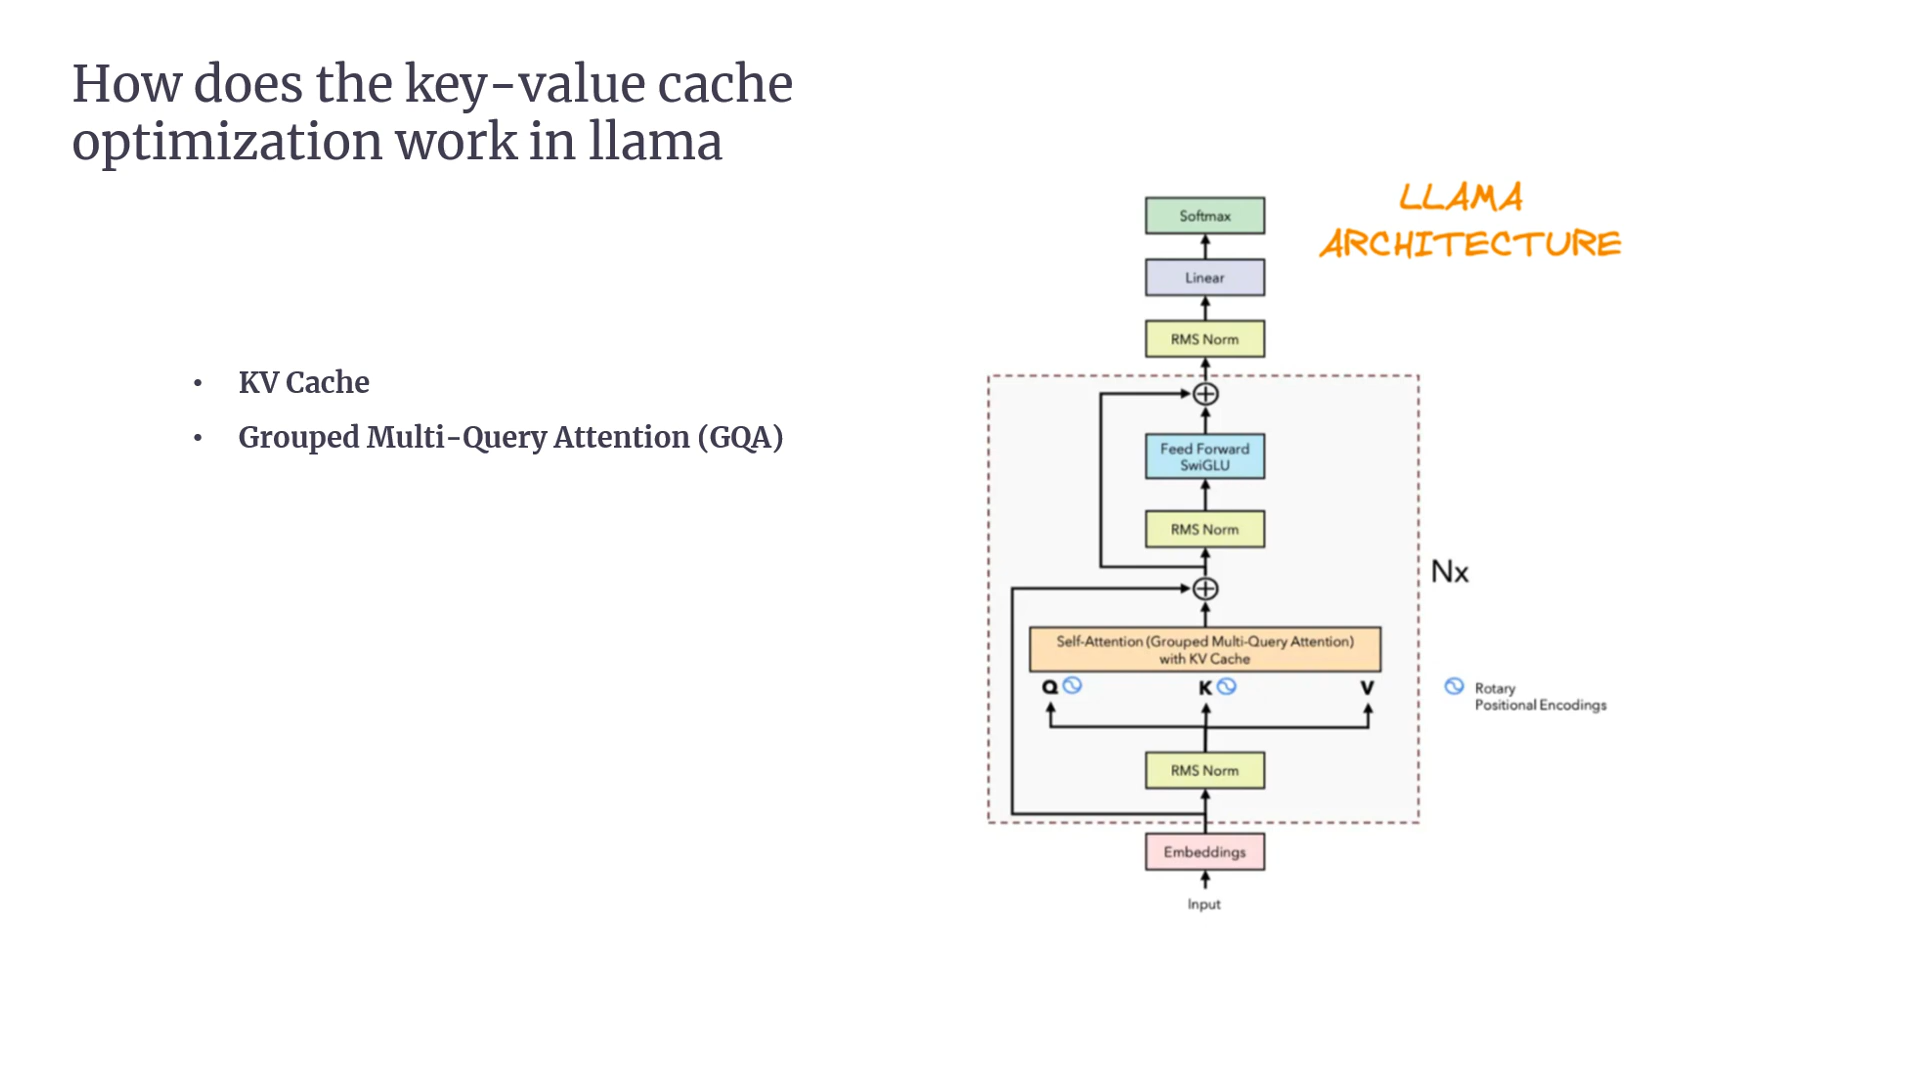 How does the key-value cache
optimization work in llama
• KV Cache
• Grouped Multi-Query Attention (GQA)
LLAMA
ARCHITECTURE
Softmax
Linear
RMS Norm
Feed Forward
SwiGLU
RMS Norm
Nx
Self-Attention (Grouped Multi-Query Attention)
with KV Cache
Q K V
Rotary
Positional Encodings
RMS Norm
Embeddings
Input